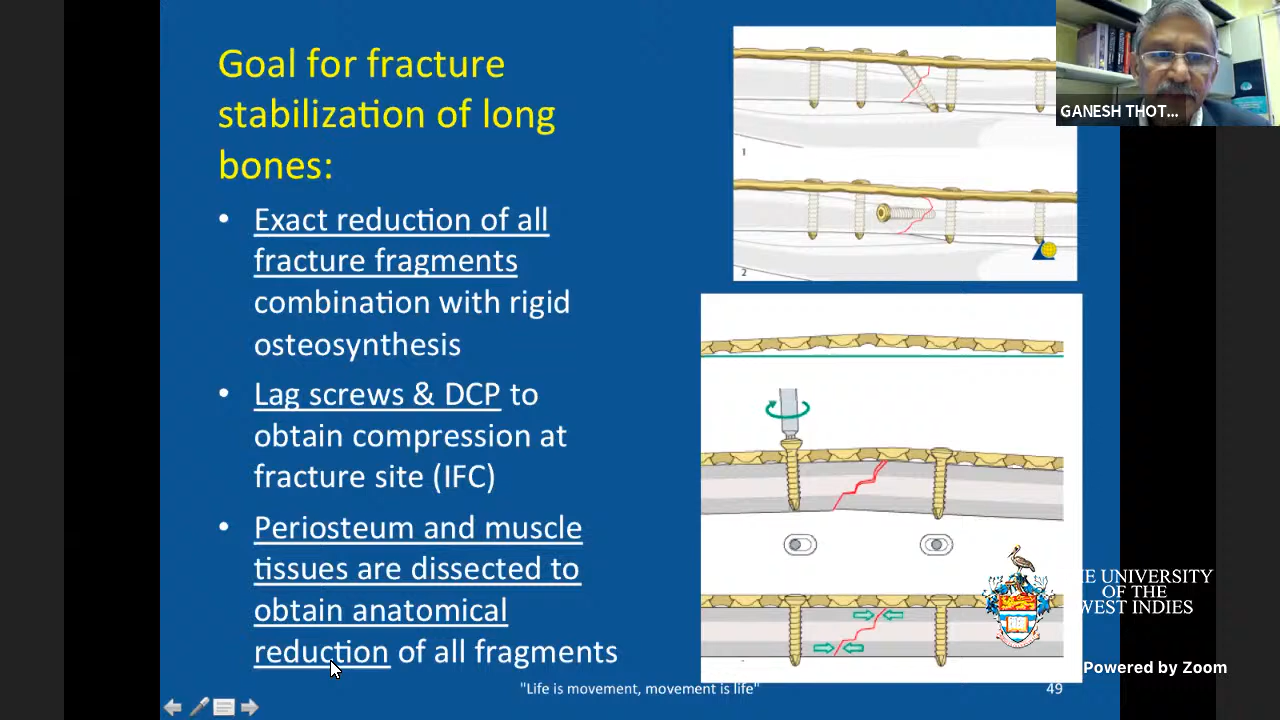 Goal for fracture
stabilization of long
bones:
• Exact reduction of all
fracture fragments
combination with rigid
osteosynthesis
• Lag screws & DCP to
obtain compression at
fracture site (IFC)
• Periosteum and muscle
tissues are dissected to
obtain anatomical
reduction of all fragments
"Life is movement, movement is life"
49
1
2
GANESH THOT...
THE UNIVERSITY
OF THE
WEST INDIES
Powered by Zoom